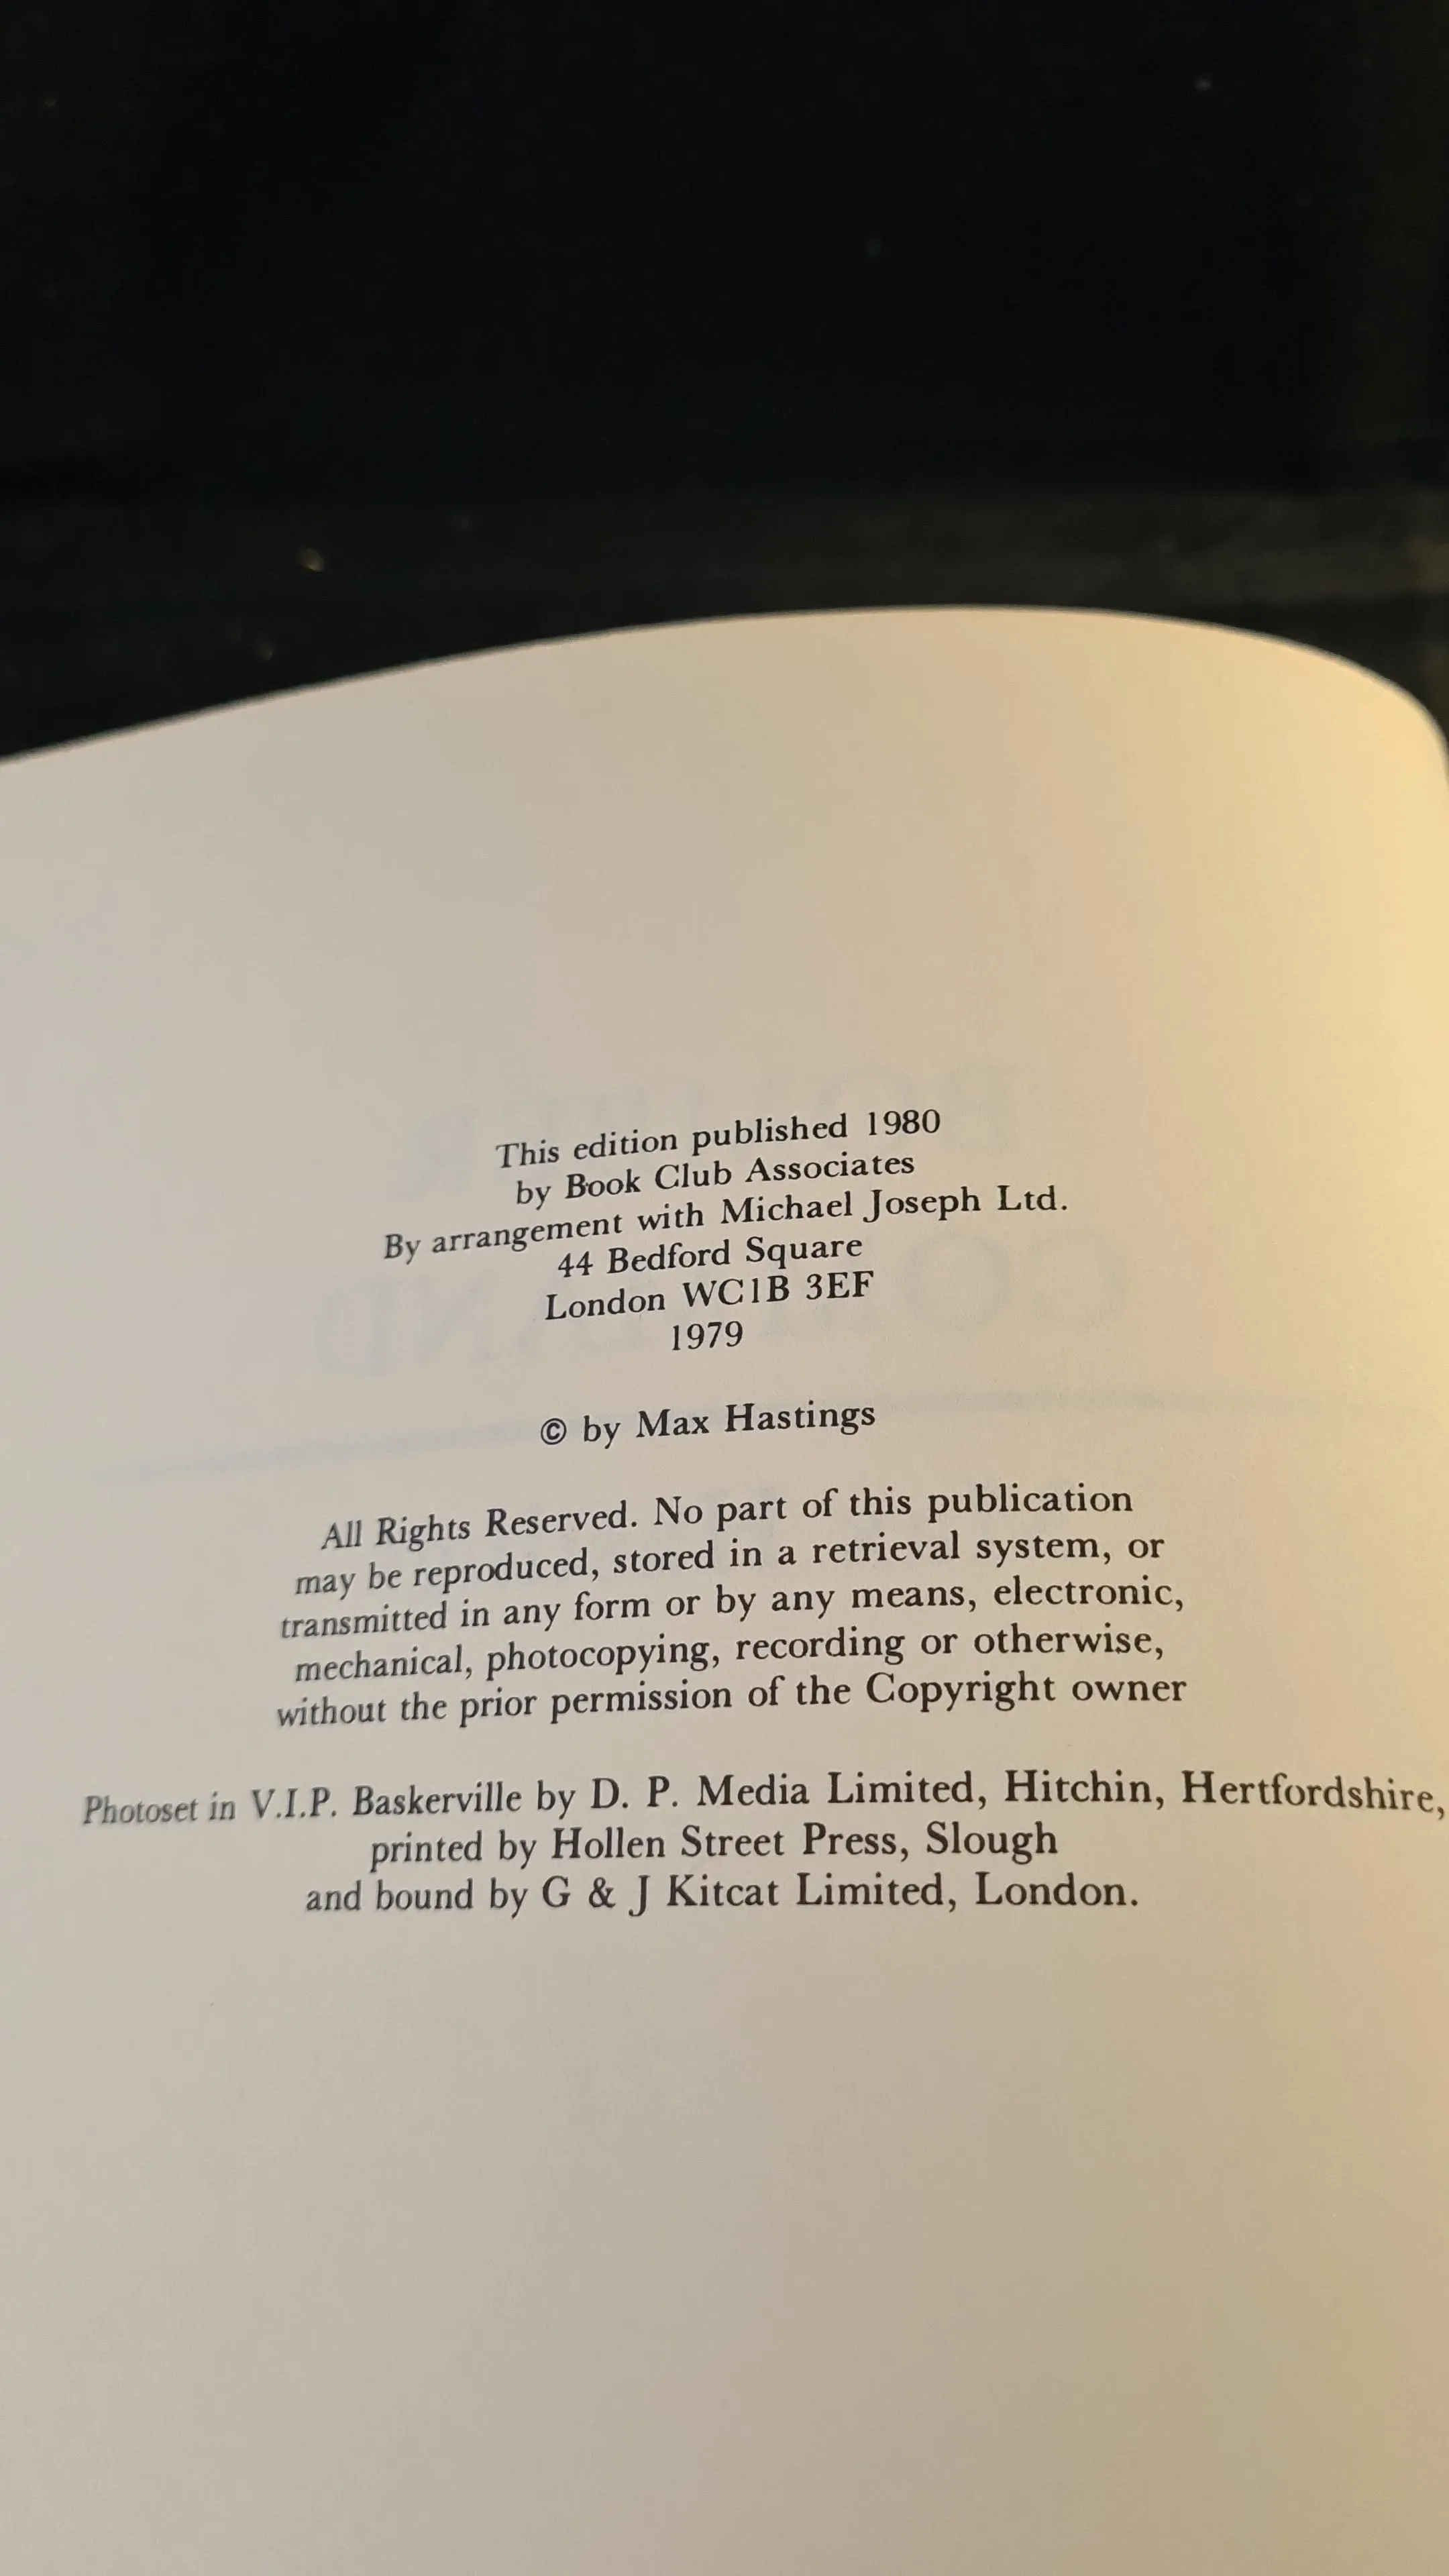 This edition published 1980
by Book Club Associates
By arrangement with Michael Joseph Ltd.
44 Bedford Square
London WC1B 3EF
1979
© by Max Hastings
All Rights Reserved. No part of this publication
may be reproduced, stored in a retrieval system, or
transmitted in any form or by any means, electronic,
mechanical, photocopying, recording or otherwise,
without the prior permission of the Copyright owner
Photoset in V.I.P. Baskerville by D. P. Media Limited, Hitchin, Hertfordshire,
printed by Hollen Street Press, Slough
and bound by G & J Kitcat Limited, London.